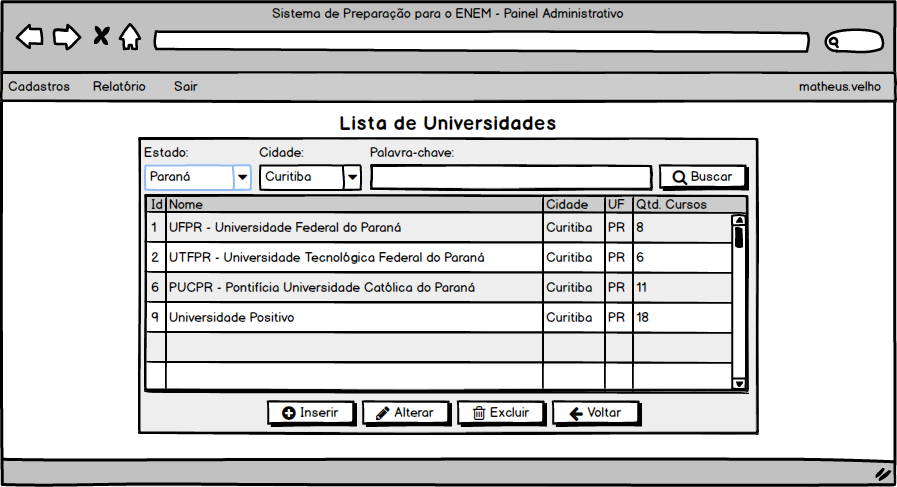 Sistema de Preparação para o ENEM - Painel Administrativo
Cadastros Relatório Sair matheus.velho
Lista de Universidades
Estado: Cidade: Palavra-chave:
Paraná Curitiba Buscar
Id Nome Cidade UF Qtd. Cursos
1 UFPR - Universidade Federal do Paraná Curitiba PR 8
2 UTFPR - Universidade Tecnológica Federal do Paraná Curitiba PR 6
6 PUCPR - Pontifícia Universidade Católica do Paraná Curitiba PR 11
9 Universidade Positivo Curitiba PR 18
Inserir Alterar Excluir Voltar